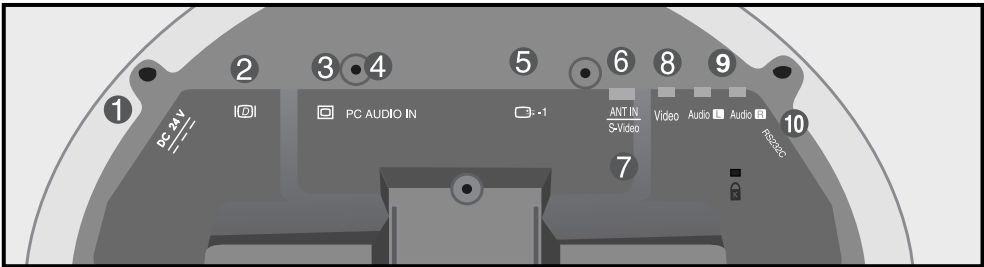 1 2 3 4 5 6 8 9
DC 24 V
D PC AUDIO IN -1 ANT IN Video Audio L Audio R 10
S-Video RS232C
7
K